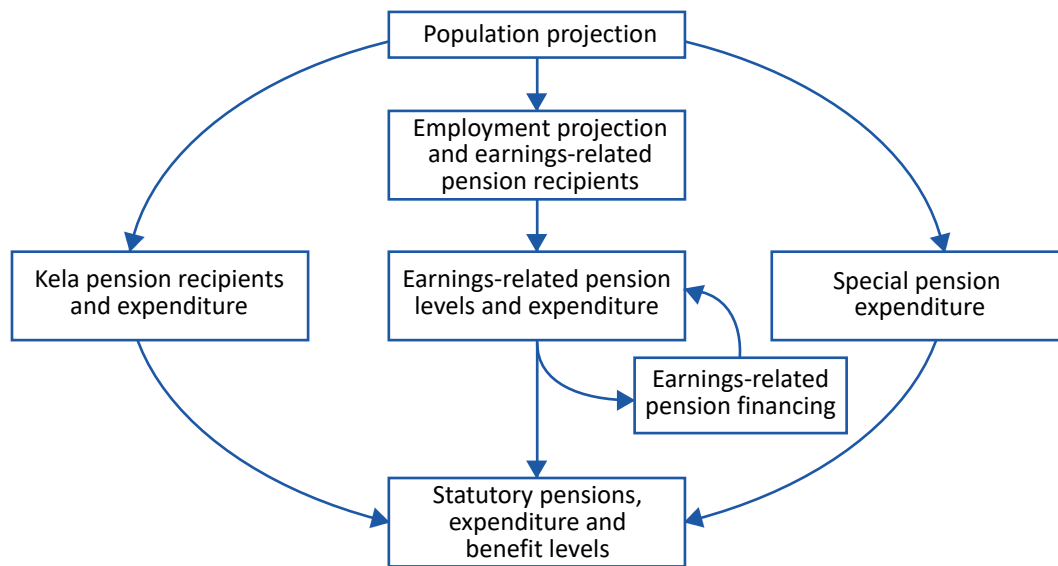 Population projection
Employment projection
and earnings-related
pension recipients
Kela pension recipients
and expenditure
Earnings-related pension
levels and expenditure
Special pension
expenditure
Earnings-related
pension financing
Statutory pensions,
expenditure and
benefit levels